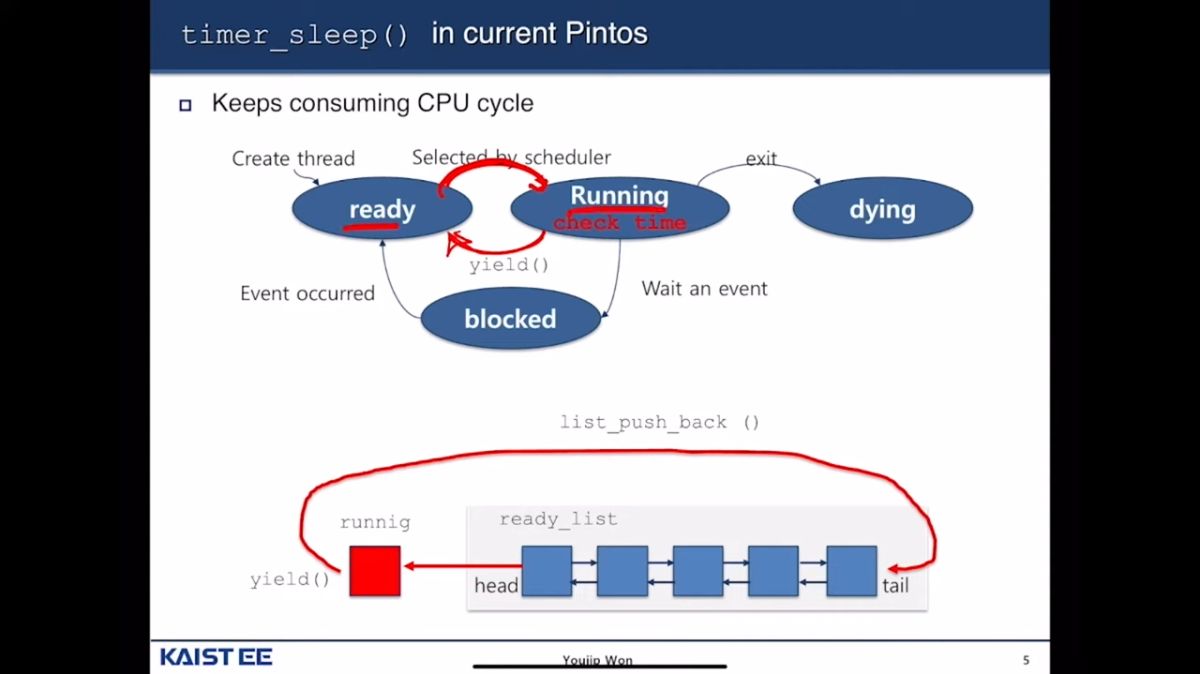 timer_sleep() in current Pintos
Keeps consuming CPU cycle
Create thread
Selected by scheduler
exit
ready
Running
check time
dying
yield()
Event occurred
Wait an event
blocked
list_push_back ()
runnig
ready_list
yield()
head
tail
KAIST EE
Youjip Won
5